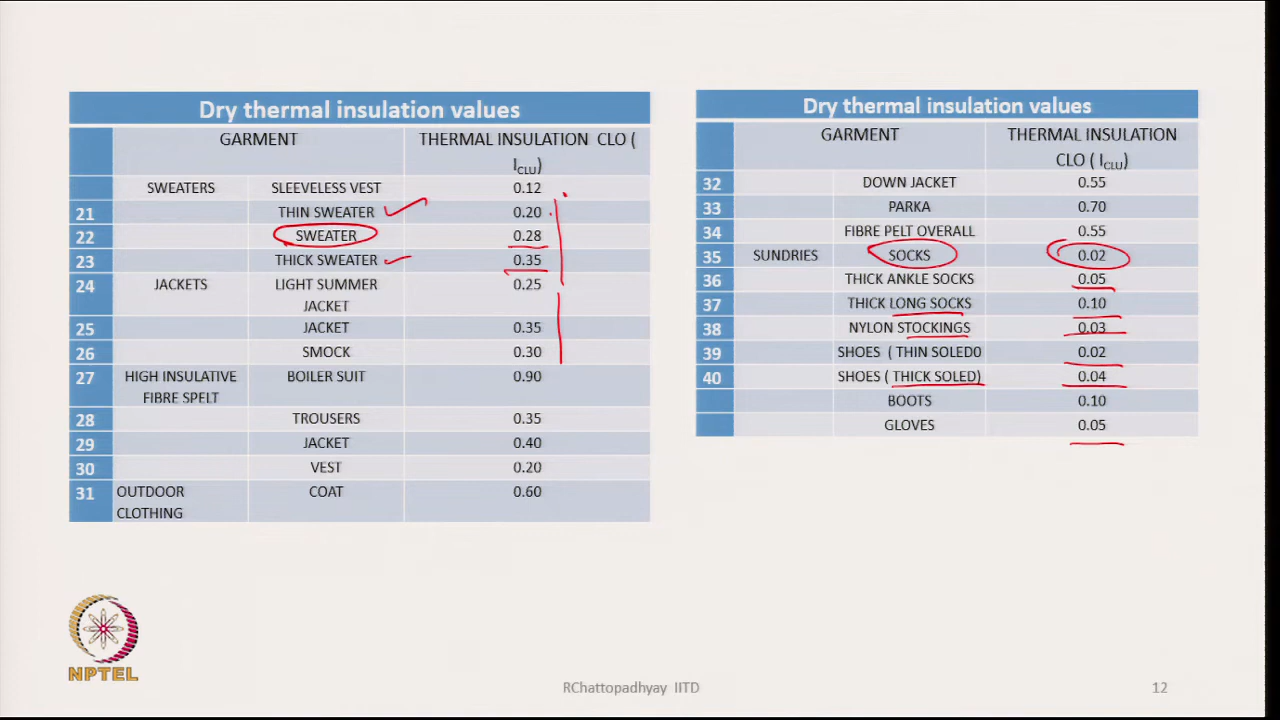 Dry thermal insulation values
GARMENT THERMAL INSULATION CLO (
I_CLU)
SWEATERS SLEEVELESS VEST 0.12
21 THIN SWEATER 0.20
22 SWEATER 0.28
23 THICK SWEATER 0.35
24 JACKETS LIGHT SUMMER 0.25
JACKET
25 JACKET 0.35
26 SMOCK 0.30
27 HIGH INSULATIVE BOILER SUIT 0.90
FIBRE SPELT
28 TROUSERS 0.35
29 JACKET 0.40
30 VEST 0.20
31 OUTDOOR COAT 0.60
CLOTHING
Dry thermal insulation values
GARMENT THERMAL INSULATION
CLO ( I_CLU)
32 DOWN JACKET 0.55
33 PARKA 0.70
34 FIBRE PELT OVERALL 0.55
35 SUNDRIES SOCKS 0.02
36 THICK ANKLE SOCKS 0.05
37 THICK LONG SOCKS 0.10
38 NYLON STOCKINGS 0.03
39 SHOES ( THIN SOLED0 0.02
40 SHOES ( THICK SOLED) 0.04
BOOTS 0.10
GLOVES 0.05
NPTEL
RChattopadhyay IITD
12